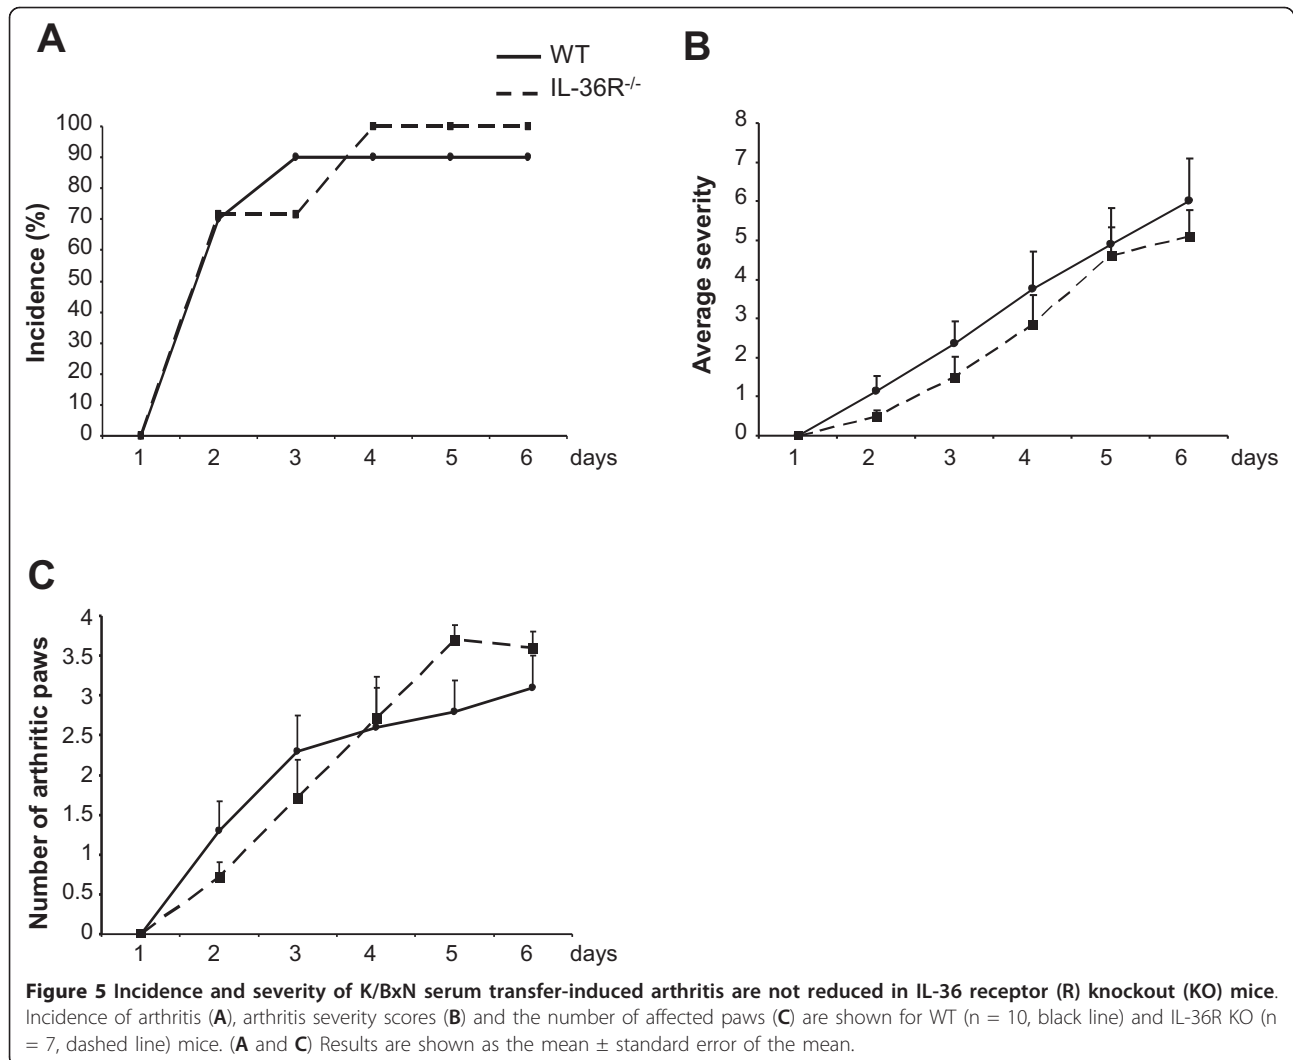 A
WT
IL-36R-/-
Incidence (%)
100
90
80
70
60
50
40
30
20
10
0
1 2 3 4 5 6 days
B
Average severity
8
7
6
5
4
3
2
1
0
1 2 3 4 5 6 days
C
Number of arthritic paws
4
3.5
3
2.5
2
1.5
1
0.5
0
1 2 3 4 5 6 days
Figure 5 Incidence and severity of K/BxN serum transfer-induced arthritis are not reduced in IL-36 receptor (R) knockout (KO) mice.
Incidence of arthritis (A), arthritis severity scores (B) and the number of affected paws (C) are shown for WT (n = 10, black line) and IL-36R KO (n
= 7, dashed line) mice. (A and C) Results are shown as the mean ± standard error of the mean.